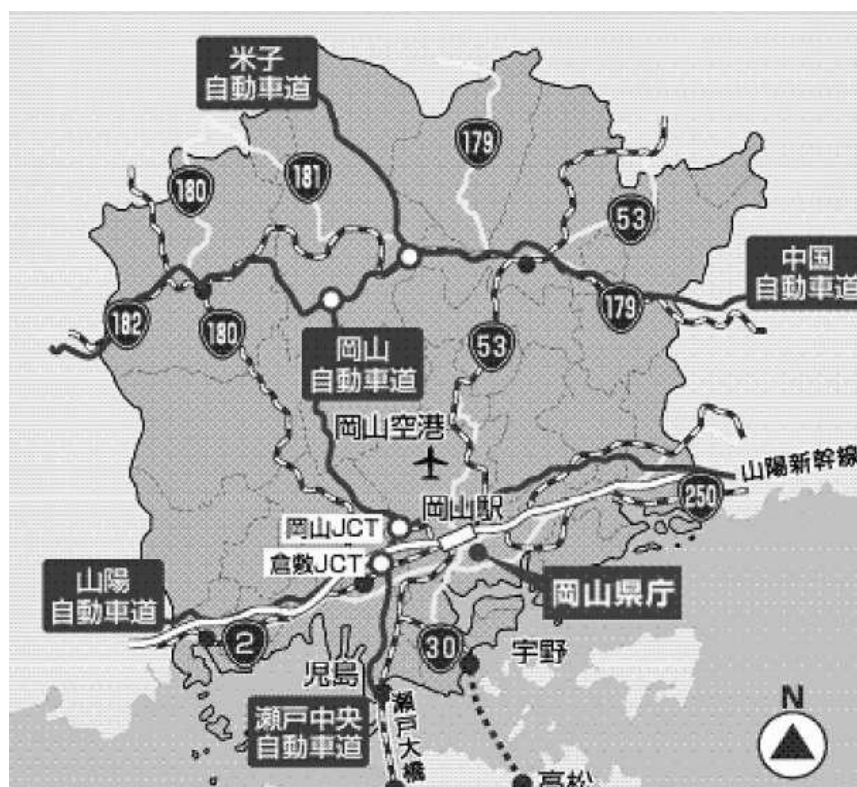 米子
自動車道
179
180
181
53
中国
自動車道
182
180
179
53
岡山
自動車道
岡山空港
山陽新幹線
250
岡山駅
岡山JCT
倉敷JCT
山陽
自動車道
岡山県庁
2
30
宇野
児島
瀬戸中央
自動車道
瀬戸大橋
高松
N